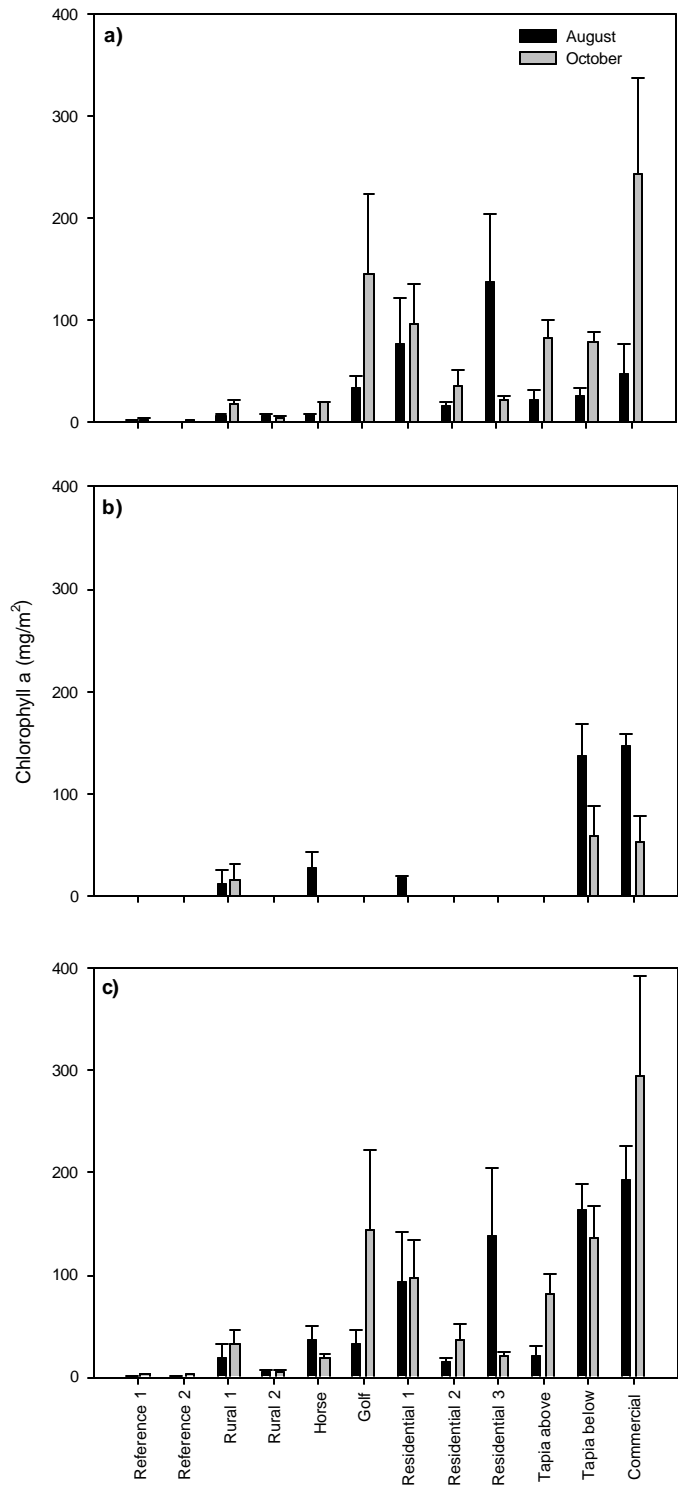 400
a)
August
October
300
200
100
0
400
b)
300
200
100
0
Chlorophyll a (mg/m²)
400
c)
300
200
100
0
Reference 1
Reference 2
Rural 1
Rural 2
Horse
Golf
Residential 1
Residential 2
Residential 3
Tapia above
Tapia below
Commercial